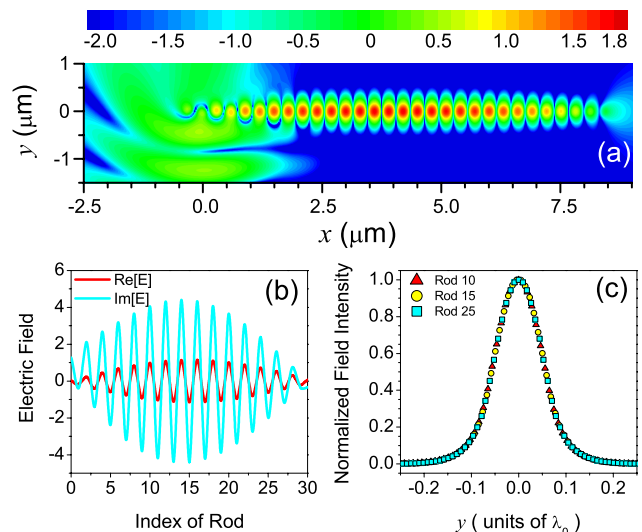 -2.0 -1.5 -1.0 -0.5 0 0.5 1.0 1.5 1.8
y (μm)
1
0
-1
(a)
-2.5 0.0 2.5 5.0 7.5
x (μm)
(b)
Re[E]
Im[E]
Electric Field
6
4
2
0
-2
-4
0 5 10 15 20 25 30
Index of Rod
(c)
Rod 10
Rod 15
Rod 25
Normalized Field Intensity
1.0
0.8
0.6
0.4
0.2
0.0
-0.2 -0.1 0.0 0.1 0.2
y ( units of λ₀ )